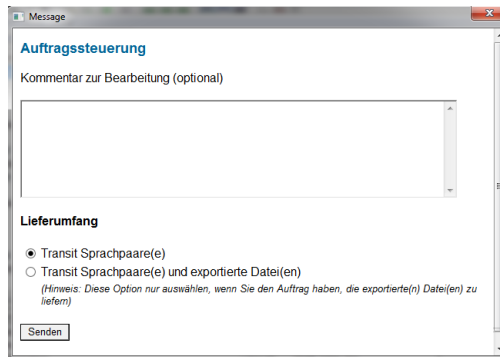 Message
Auftragssteuerung
Kommentar zur Bearbeitung (optional)
Lieferumfang
Transit Sprachpaare(e)
Transit Sprachpaare(e) und exportierte Datei(en)
(Hinweis: Diese Option nur auswählen, wenn Sie den Auftrag haben, die exportierte(n) Datei(en) zu
liefern)
Senden